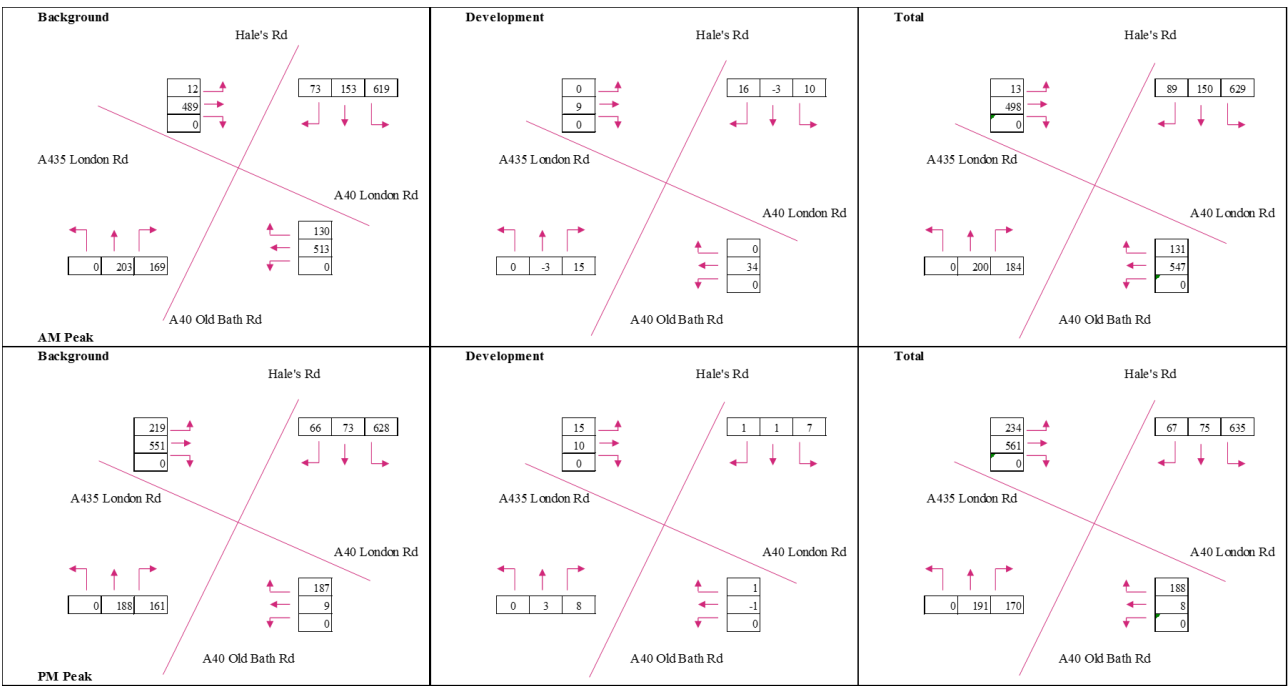 Background
Hale's Rd
12
489
0
73 153 619
A435 London Rd
A40 London Rd
130
513
0
0 203 169
A40 Old Bath Rd
AM Peak
Development
Hale's Rd
0
9
0
16 -3 10
A435 London Rd
A40 London Rd
0
34
0
0 -3 15
A40 Old Bath Rd
Total
Hale's Rd
13
498
0
89 150 629
A435 London Rd
A40 London Rd
131
547
0
0 200 184
A40 Old Bath Rd
Background
Hale's Rd
219
551
0
66 73 628
A435 London Rd
A40 London Rd
187
9
0
0 188 161
A40 Old Bath Rd
PM Peak
Development
Hale's Rd
15
10
0
1 1 7
A435 London Rd
A40 London Rd
1
-1
0
0 3 8
A40 Old Bath Rd
Total
Hale's Rd
234
561
0
67 75 635
A435 London Rd
A40 London Rd
188
8
0
0 191 170
A40 Old Bath Rd